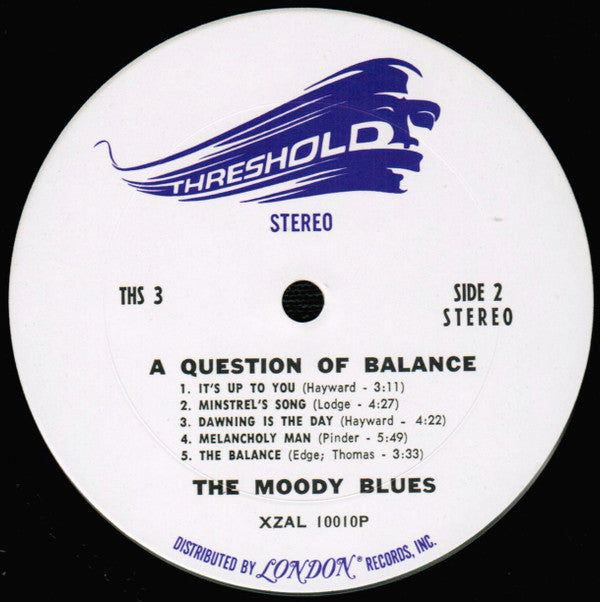 THRESHOLD
STEREO
THS 3
SIDE 2
STEREO
A QUESTION OF BALANCE
1. IT'S UP TO YOU (Hayward - 3:11)
2. MINSTREL'S SONG (Lodge - 4:27)
3. DAWNING IS THE DAY (Hayward - 4:22)
4. MELANCHOLY MAN (Pinder - 5:49)
5. THE BALANCE (Edge; Thomas - 3:33)
THE MOODY BLUES
XZAL 10010P
DISTRIBUTED BY LONDON® RECORDS, INC.